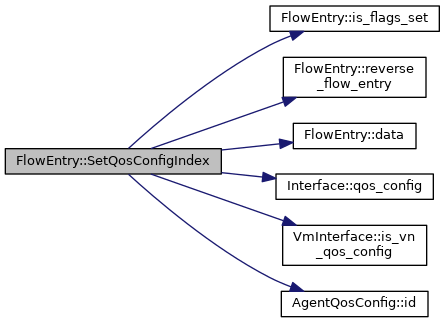 FlowEntry::is_flags_set
FlowEntry::reverse
_flow_entry
FlowEntry::data
FlowEntry::SetQosConfigIndex
Interface::qos_config
VmInterface::is_vn
_qos_config
AgentQosConfig::id